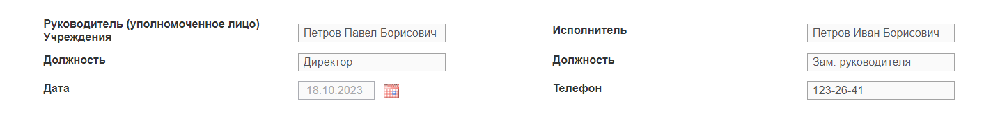 Руководитель (уполномоченное лицо)
Учреждения
Петров Павел Борисович
Исполнитель
Петров Иван Борисович
Должность
Директор
Должность
Зам. руководителя
Дата
18.10.2023
Телефон
123-26-41